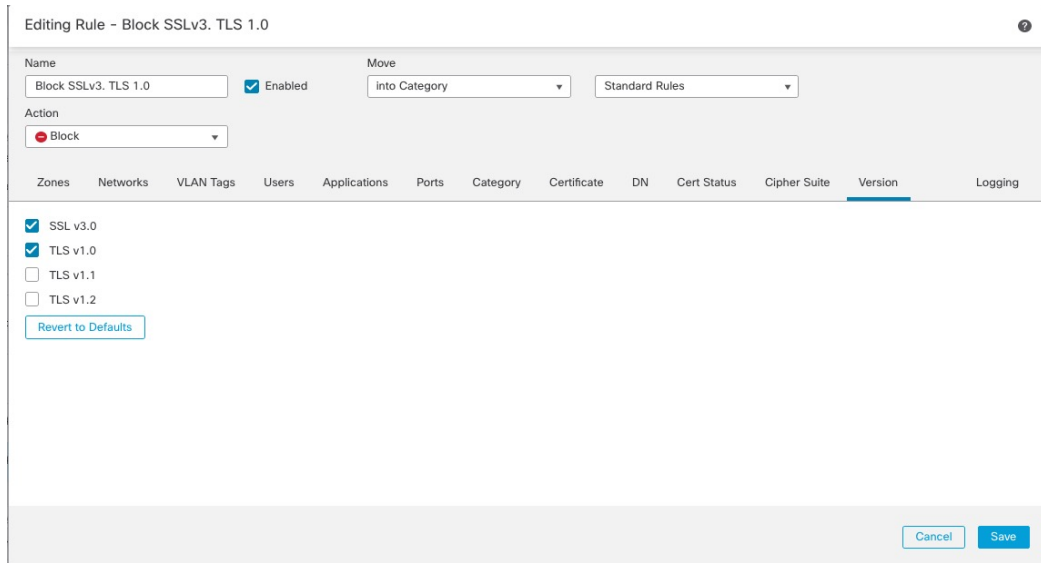 Editing Rule - Block SSLv3. TLS 1.0
Name
Move
Block SSLv3. TLS 1.0
Enabled
into Category
Standard Rules
Action
Block
Zones Networks VLAN Tags Users Applications Ports Category Certificate DN Cert Status Cipher Suite Version Logging
SSL v3.0
TLS v1.0
TLS v1.1
TLS v1.2
Revert to Defaults
Cancel Save